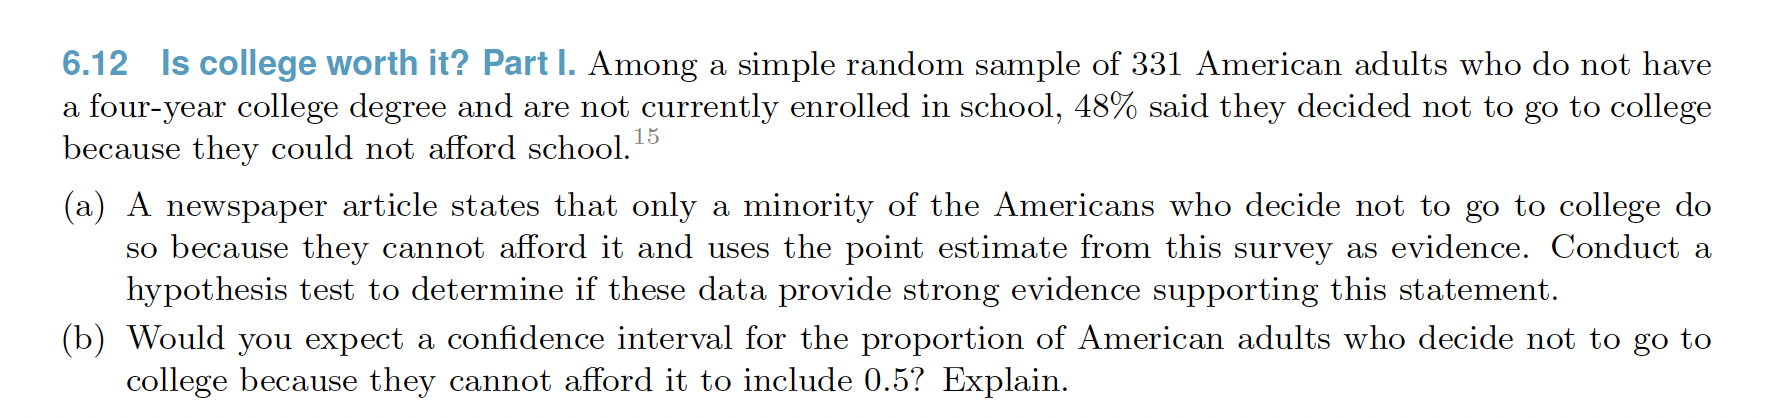 6.12 Is college worth it? Part I. Among a simple random sample of 331 American adults who do not have
a four-year college degree and are not currently enrolled in school, 48% said they decided not to go to college
because they could not afford school.15
(a) A newspaper article states that only a minority of the Americans who decide not to go to college do
so because they cannot afford it and uses the point estimate from this survey as evidence. Conduct a
hypothesis test to determine if these data provide strong evidence supporting this statement.
(b) Would you expect a confidence interval for the proportion of American adults who decide not to go to
college because they cannot afford it to include 0.5? Explain.